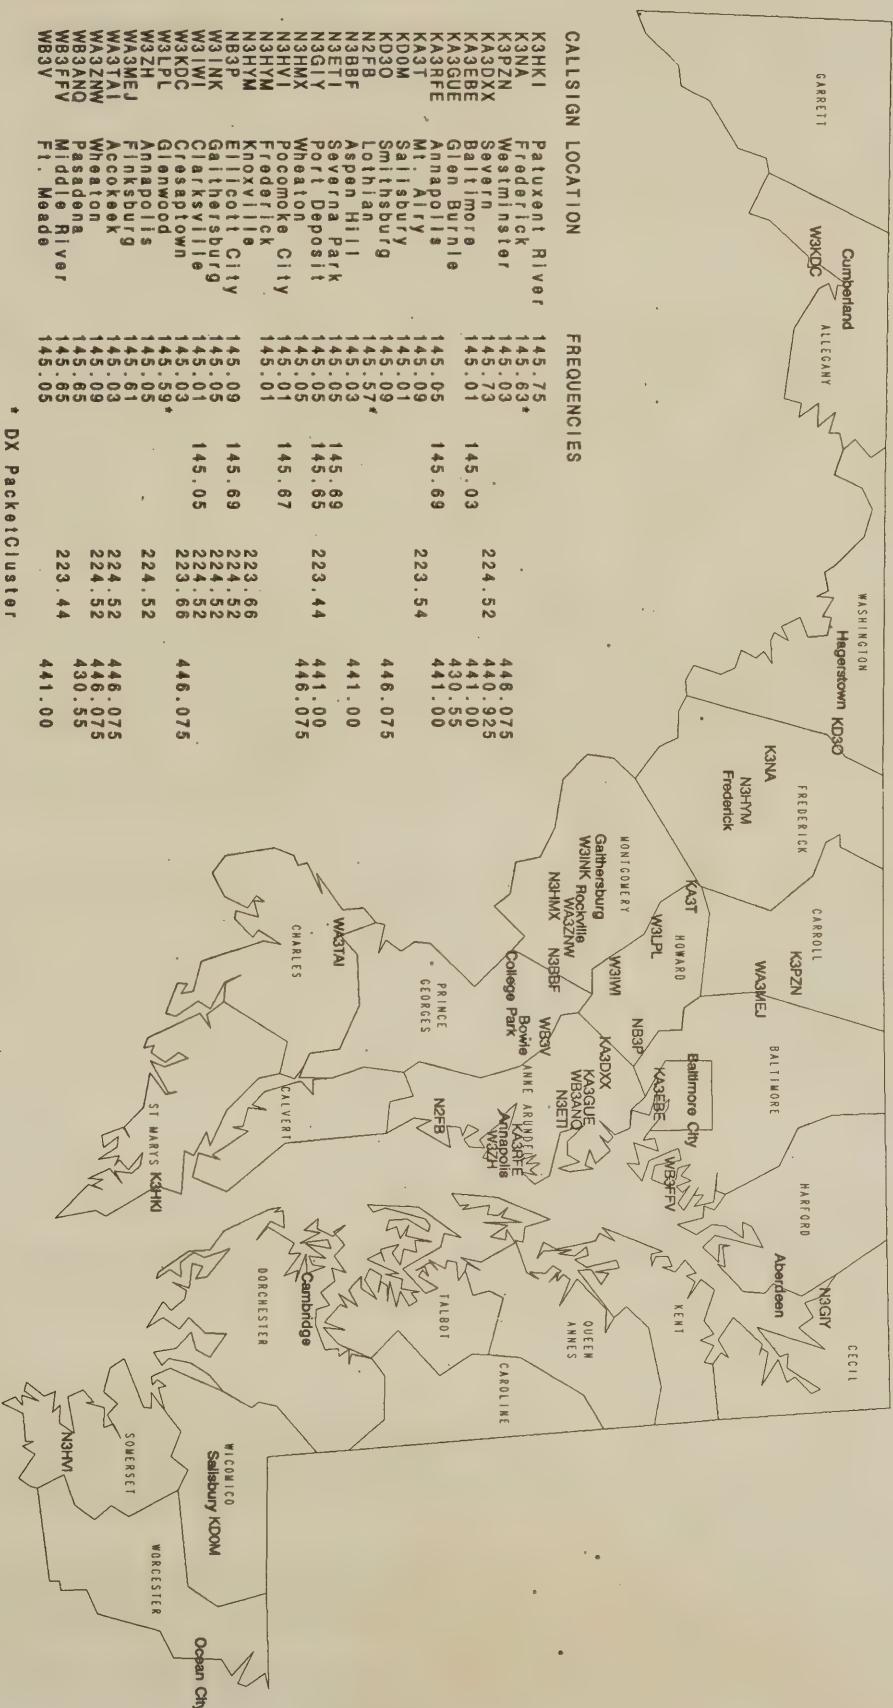 GARRETT
Cumberland
W3KDC
ALLEGANY
WASHINGTON
Hagerstown KD3O
K3NA
N3HYM
Frederick
FREDERICK
CARROLL
K3PZN
WA3MEJ
BALTIMORE
HARFORD
N3GIY
Aberdeen
CECIL
KA3T
W3LPL
HOWARD
W3IWI
NB3P
Baltimore City
KA3EBE
WB3FFV
KENT
MONTGOMERY
Gaithersburg
W3INK Rockville
WA3ZNW
N3HMX
N3BBF
College Park
Bowie
WB3V
KA3DXX
KA3GUE
WB3ANQ
N3ETI
ANNE ARUNDEL
KA3RFE
Annapolis
W3ZH
QUEEN
ANNES
CAROLINE
TALBOT
PRINCE
GEORGES
N2FB
WA3TAI
CHARLES
CALVERT
ST MARYS K3HKI
Cambridge
DORCHESTER
WICOMICO
Salisbury KD0M
SOMERSET
N3HVI
WORCESTER
Ocean City
CALLSIGN LOCATION FREQUENCIES
K3HKI Patuxent River 145.75
K3NA Frederick 145.63*
K3PZN Westminster 145.03 446.075
KA3DXX Severn 145.73 224.52 440.925
KA3EBE Baltimore 145.01 145.03 441.00
KA3GUE Glen Burnie 430.55
KA3RFE Annapolis 145.05 145.69 441.00
KA3T Mt. Airy 145.09 223.54
KD0M Salisbury 145.01
KD3O Smithsburg 145.09 446.075
N2FB Lothian 145.57*
N3BBF Aspen Hill 145.03 441.00
N3ETI Severna Park 145.05 145.69
N3GIY Port Deposit 145.05 145.65 223.44 441.00
N3HMX Wheaton 145.05 446.075
N3HVI Pocomoke City 145.01 145.67
N3HYM Frederick 145.01
N3HYM Knoxville 223.66
NB3P Ellicott City 145.09 145.69 224.52
W3INK Gaithersburg 145.05 224.52
W3IWI Clarksville 145.01 145.05 224.52
W3KDC Cresaptown 145.03 223.66 446.075
W3LPL Glenwood 145.59*
W3ZH Annapolis 145.05 224.52
WA3MEJ Finksburg 145.61
WA3TAI Accokeek 145.03 224.52 446.075
WA3ZNW Wheaton 145.09 224.52 446.075
WB3ANQ Pasadena 145.65 430.55
WB3FFV Middle River 145.65 223.44
WB3V Ft. Meade 145.05 441.00
* DX PacketCluster